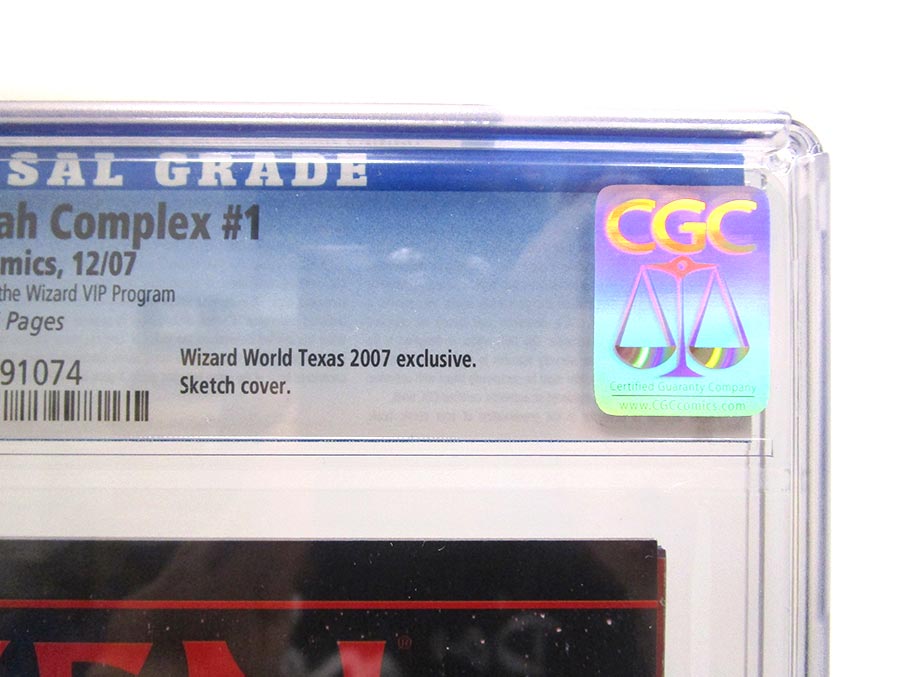 SAL GRADE
ah Complex #1
mics, 12/07
the Wizard VIP Program
Pages
91074
Wizard World Texas 2007 exclusive.
Sketch cover.
CGC
Certified Guaranty Company
www.CGCcomics.com
EN®